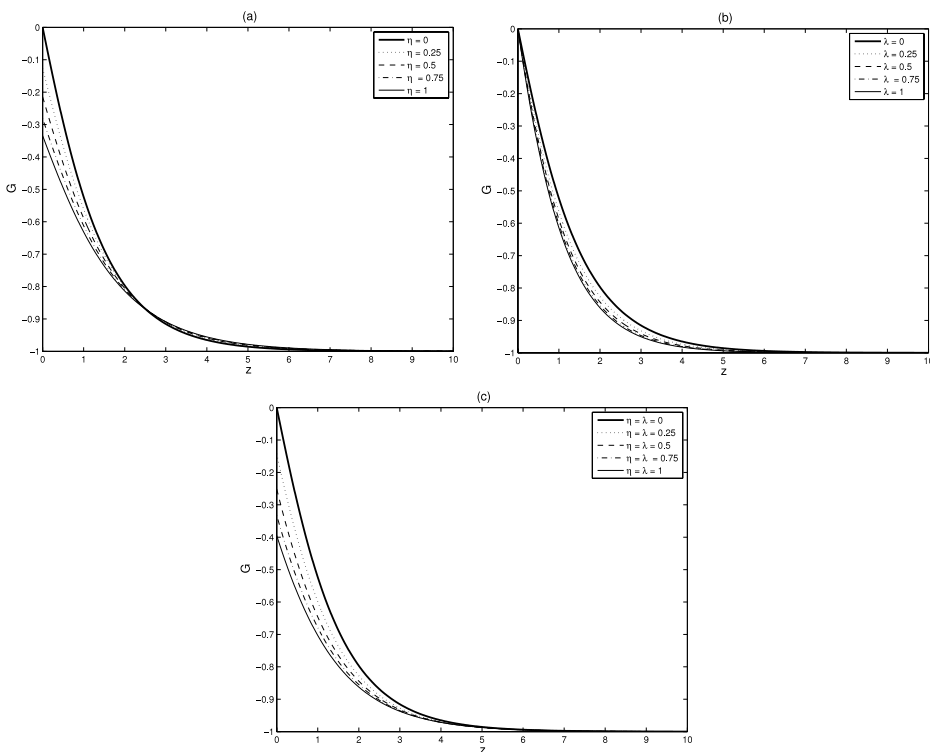 (a)
0
−0.1
−0.2
−0.3
−0.4
−0.5
−0.6
−0.7
−0.8
−0.9
−1
G
0 1 2 3 4 5 6 7 8 9 10
z
η = 0
η = 0.25
η = 0.5
η = 0.75
η = 1
(b)
0
−0.1
−0.2
−0.3
−0.4
−0.5
−0.6
−0.7
−0.8
−0.9
−1
G
0 1 2 3 4 5 6 7 8 9
z
λ = 0
λ = 0.25
λ = 0.5
λ = 0.75
λ = 1
(c)
0
−0.1
−0.2
−0.3
−0.4
−0.5
−0.6
−0.7
−0.8
−0.9
−1
G
0 1 2 3 4 5 6 7 8 9 10
z
η = λ = 0
η = λ = 0.25
η = λ = 0.5
η = λ = 0.75
η = λ = 1